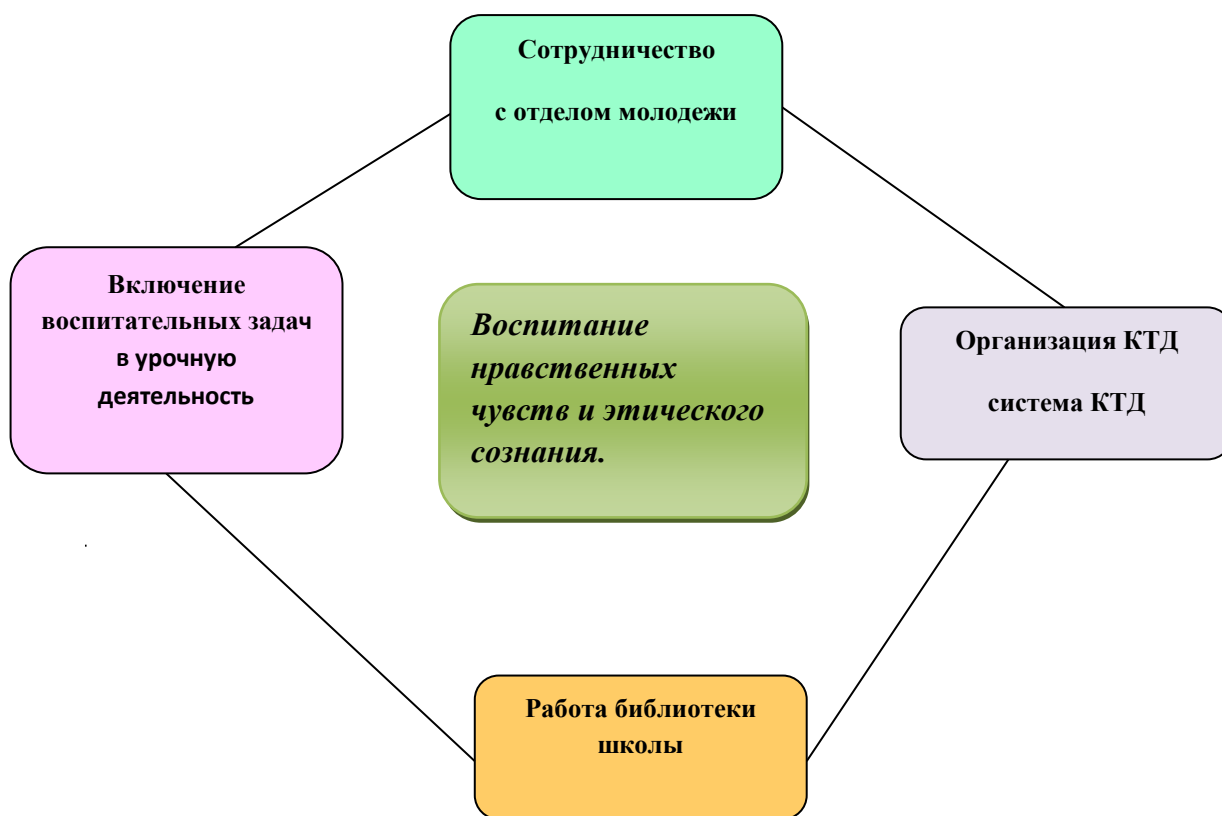 Сотрудничество
с отделом молодежи
Включение
воспитательных задач
в урочную
деятельность
Воспитание
нравственных
чувств и этического
сознания.
Организация КТД
система КТД
Работа библиотеки
школы